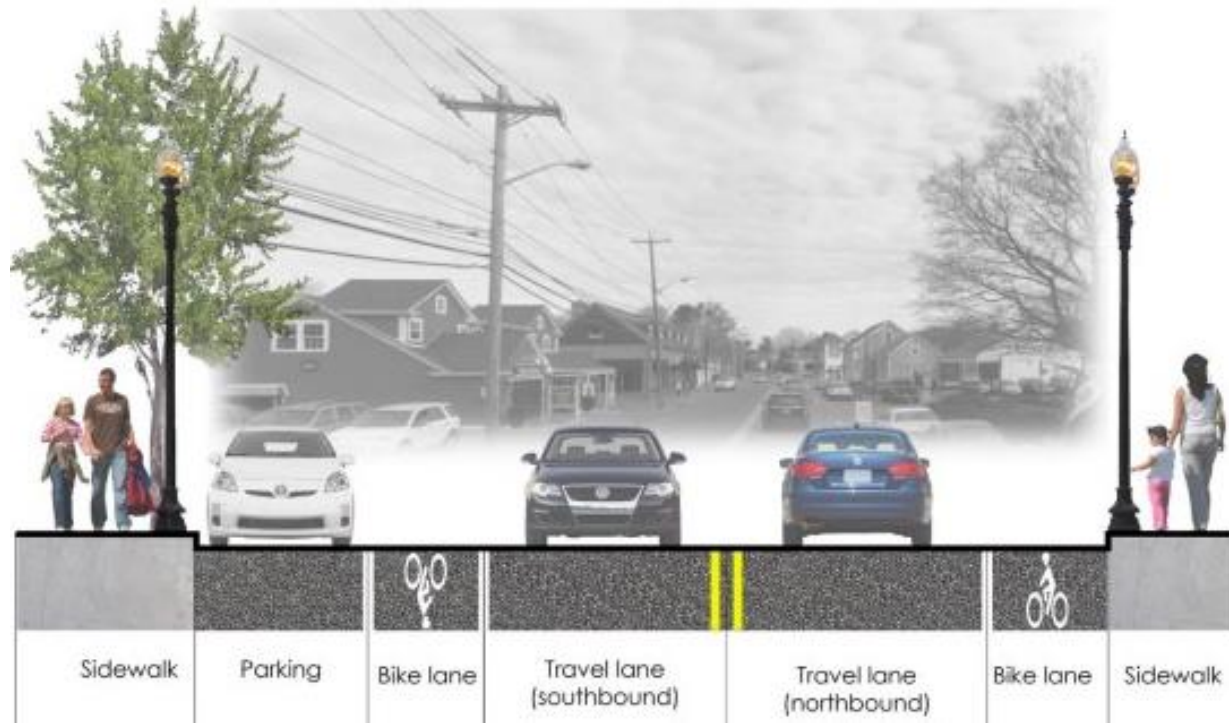 Sidewalk
Parking
Bike lane
Travel lane
(southbound)
Travel lane
(northbound)
Bike lane
Sidewalk